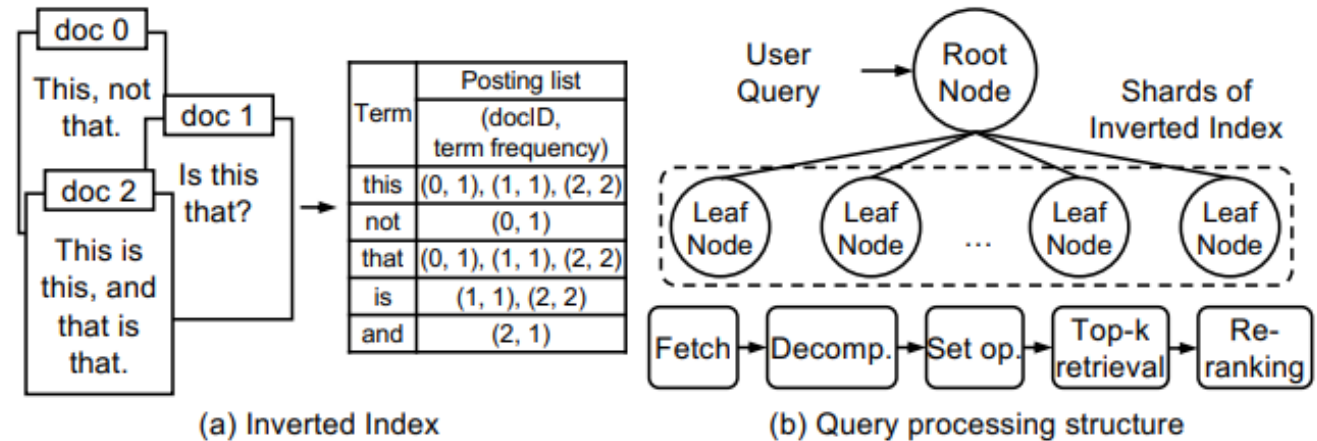 doc 0
This, not
that.
doc 1
Is this
that?
doc 2
This is
this, and
that is
that.
Term
Posting list
(docID,
term frequency)
this (0, 1), (1, 1), (2, 2)
not (0, 1)
that (0, 1), (1, 1), (2, 2)
is (1, 1), (2, 2)
and (2, 1)
(a) Inverted Index
User
Query
Root
Node
Shards of
Inverted Index
Leaf
Node
Leaf
Node
...
Leaf
Node
Leaf
Node
Fetch
Decomp.
Set op.
Top-k
retrieval
Re-
ranking
(b) Query processing structure